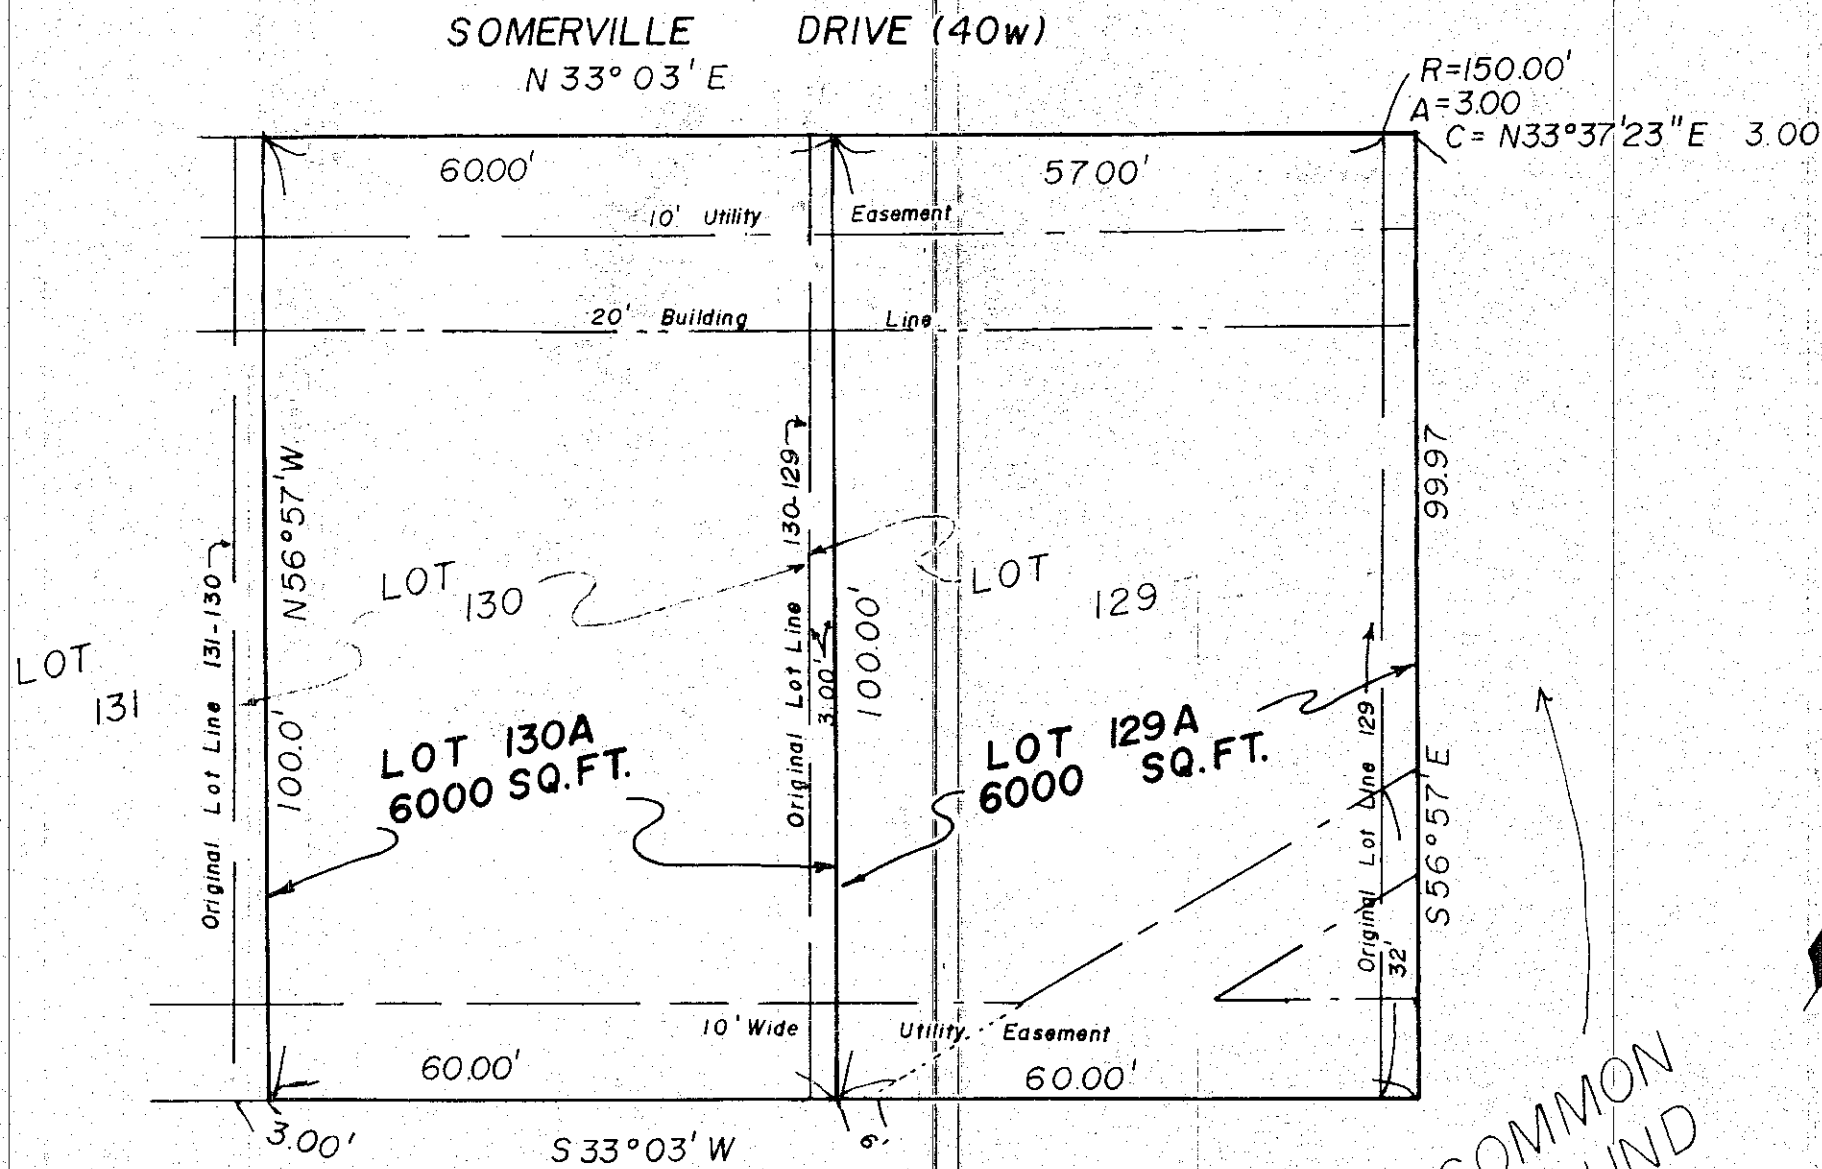 SOMERVILLE DRIVE (40w)
N 33° 03' E
R=150.00'
A=3.00
C= N33°37'23"E 3.00
60.00'
57.00'
10' Utility Easement
20' Building Line
Original Lot Line 131-130
N56°57'W
100.0'
Original Lot Line 130-129
3.00'
100.00'
99.97
S56°57'E
Original Lot Line 129
32'
LOT
131
LOT
130
LOT
129
LOT 130A
6000 SQ.FT.
LOT 129A
6000 SQ.FT.
10' Wide Utility Easement
60.00'
60.00'
3.00'
S 33°03' W
6'
COMMON